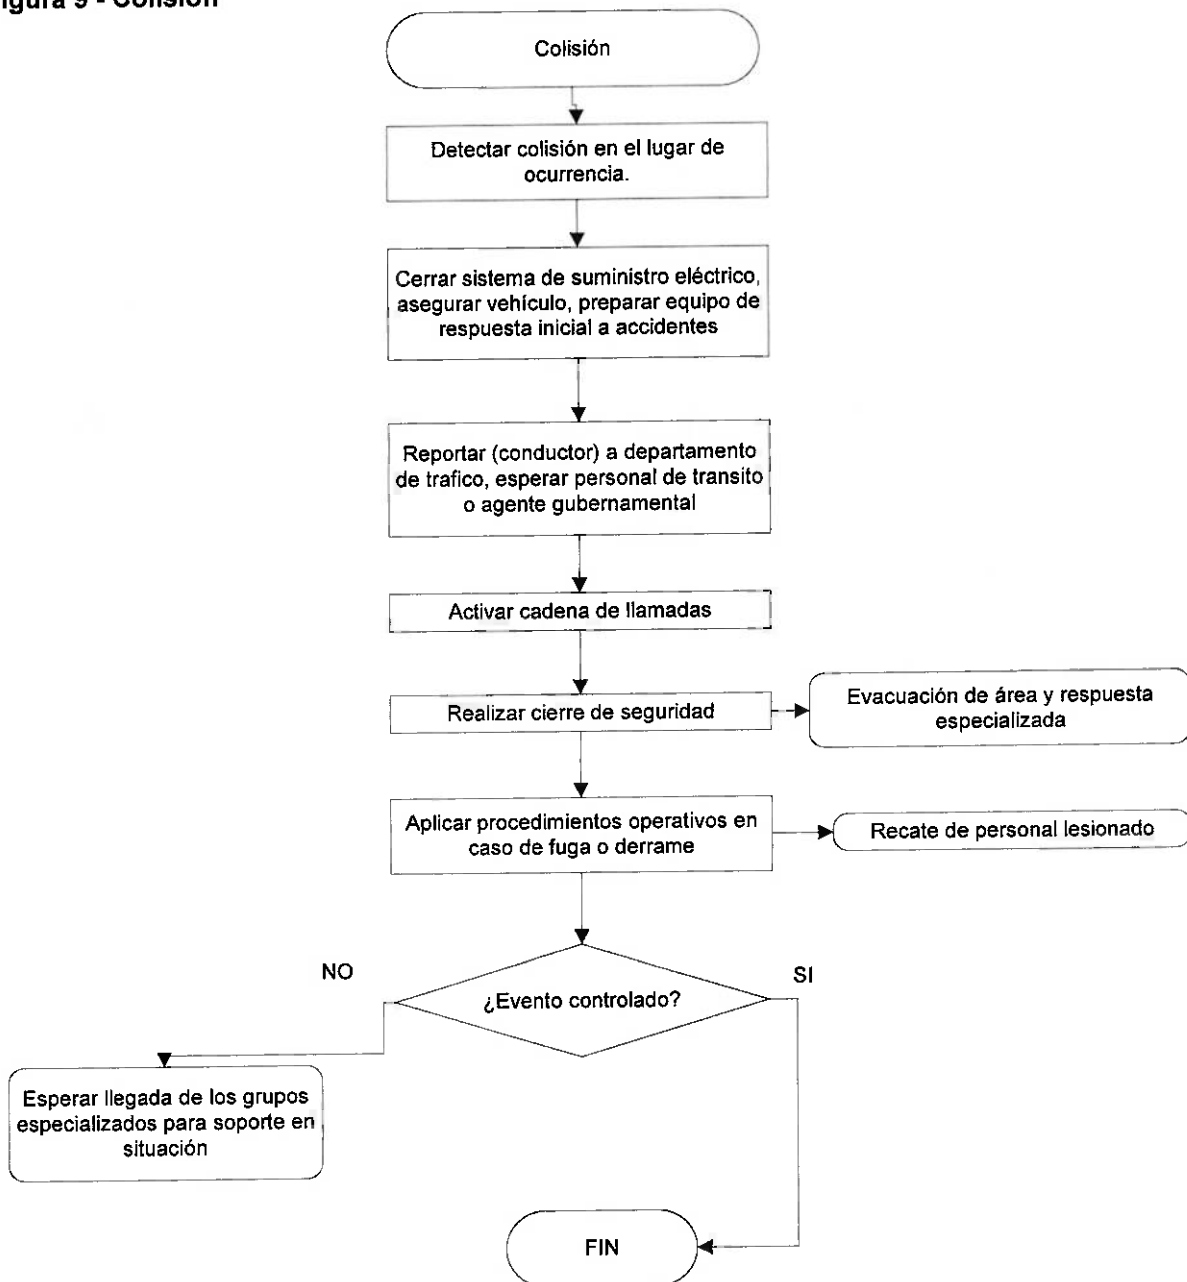 igura 9 - Colisión
Colisión
Detectar colisión en el lugar de
ocurrencia.
Cerrar sistema de suministro eléctrico,
asegurar vehículo, preparar equipo de
respuesta inicial a accidentes
Reportar (conductor) a departamento
de trafico, esperar personal de transito
o agente gubernamental
Activar cadena de llamadas
Realizar cierre de seguridad
Evacuación de área y respuesta
especializada
Aplicar procedimientos operativos en
caso de fuga o derrame
Recate de personal lesionado
NO
¿Evento controlado?
SI
Esperar llegada de los grupos
especializados para soporte en
situación
FIN